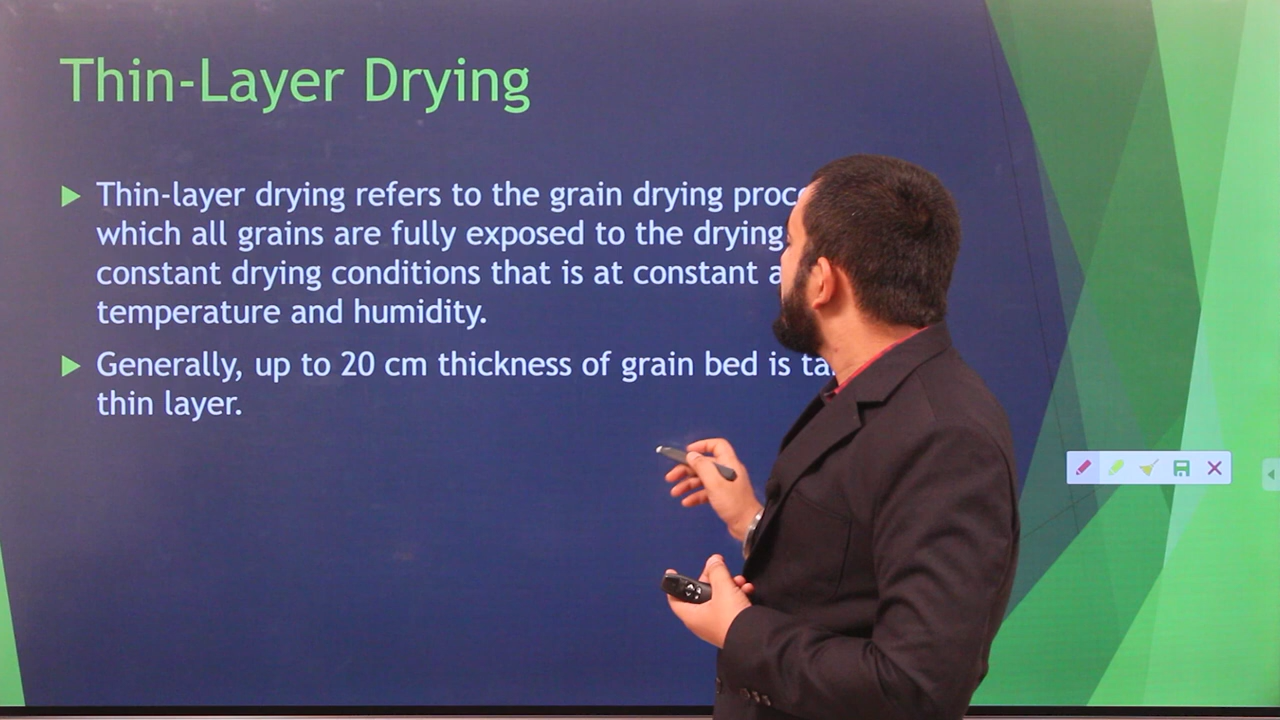 Thin-Layer Drying
Thin-layer drying refers to the grain drying
which all grains are fully exposed to the drying
constant drying conditions that is at constant
temperature and humidity.
Generally, up to 20 cm thickness of grain bed is
thin layer.